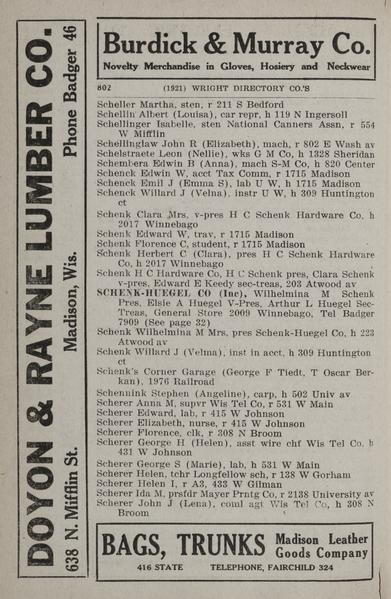 DOYON & RAYNE LUMBER CO.
638 N. Mifflin St. Madison, Wis. Phone Badger 46
Burdick & Murray Co.
Novelty Merchandise in Gloves, Hosiery and Neckwear
802 (1921) WRIGHT DIRECTORY CO.'S
Scheller Martha, sten, r 211 S Bedford
Schellin Albert (Louisa), car repr, h 119 N Ingersoll
Schellinger Isabelle, sten National Canners Assn, r 554
W Mifflin
Schellinglaw John R (Elizabeth), mach, r 802 E Wash av
Schelstraete Leon (Nellie), wks G M Co, h 1328 Sheridan
Schembera Edwin B (Anna), mach S-M Co, h 820 Center
Schenck Edwin W, acct Tax Comm, r 1715 Madison
Schenck Emil J (Emma S), lab U W, h 1715 Madison
Schenck Willard J (Velna), instr U W, h 309 Huntington
ct
Schenk Clara Mrs, v-pres H C Schenk Hardware Co, h
2017 Winnebago
Schenk Edward W, trav, r 1715 Madison
Schenk Florence C, student, r 1715 Madison
Schenk Herbert C (Clara), pres H C Schenk Hardware
Co, h 2017 Winnebago
Schenk H C Hardware Co, H C Schenk pres, Clara Schenk
v-pres, Edward E Keedy sec-treas, 203 Atwood av
SCHENK-HUEGEL CO (Inc), Wilhelmina M Schenk
Pres, Elsie A Huegel V-Pres, Arthur L Huegel Sec-
Treas, General Store 2009 Winnebago, Tel Badger
7909 (See page 32)
Schenk Wilhelmina M Mrs, pres Schenk-Huegel Co, h 223
Atwood av
Schenk Willard J (Velna), inst in acct, h 309 Huntington
ct
Schenk's Corner Garage (George F Tiedt, T Oscar Ber-
kan), 1976 Railroad
Schennink Stephen (Angeline), carp, h 502 Univ av
Scherer Anna M, supvr Wis Tel Co, r 531 W Main
Scherer Edward, lab, r 415 W Johnson
Scherer Elizabeth, nurse, r 415 W Johnson
Scherer Florence, clk, r 308 N Broom
Scherer George H (Helen), asst wire chf Wis Tel Co, h
431 W Johnson
Scherer George S (Marie), lab, h 531 W Main
Scherer Helen, tchr Longfellow sch, r 138 W Gorham
Scherer Helen I, r A3, 433 W Gilman
Scherer Ida M, prsfdr Mayer Prntg Co, r 2138 University av
Scherer John J (Lena), coml agt Wis Tel Co, h 308 N
Broom
BAGS, TRUNKS Madison Leather
Goods Company
416 STATE TELEPHONE, FAIRCHILD 324